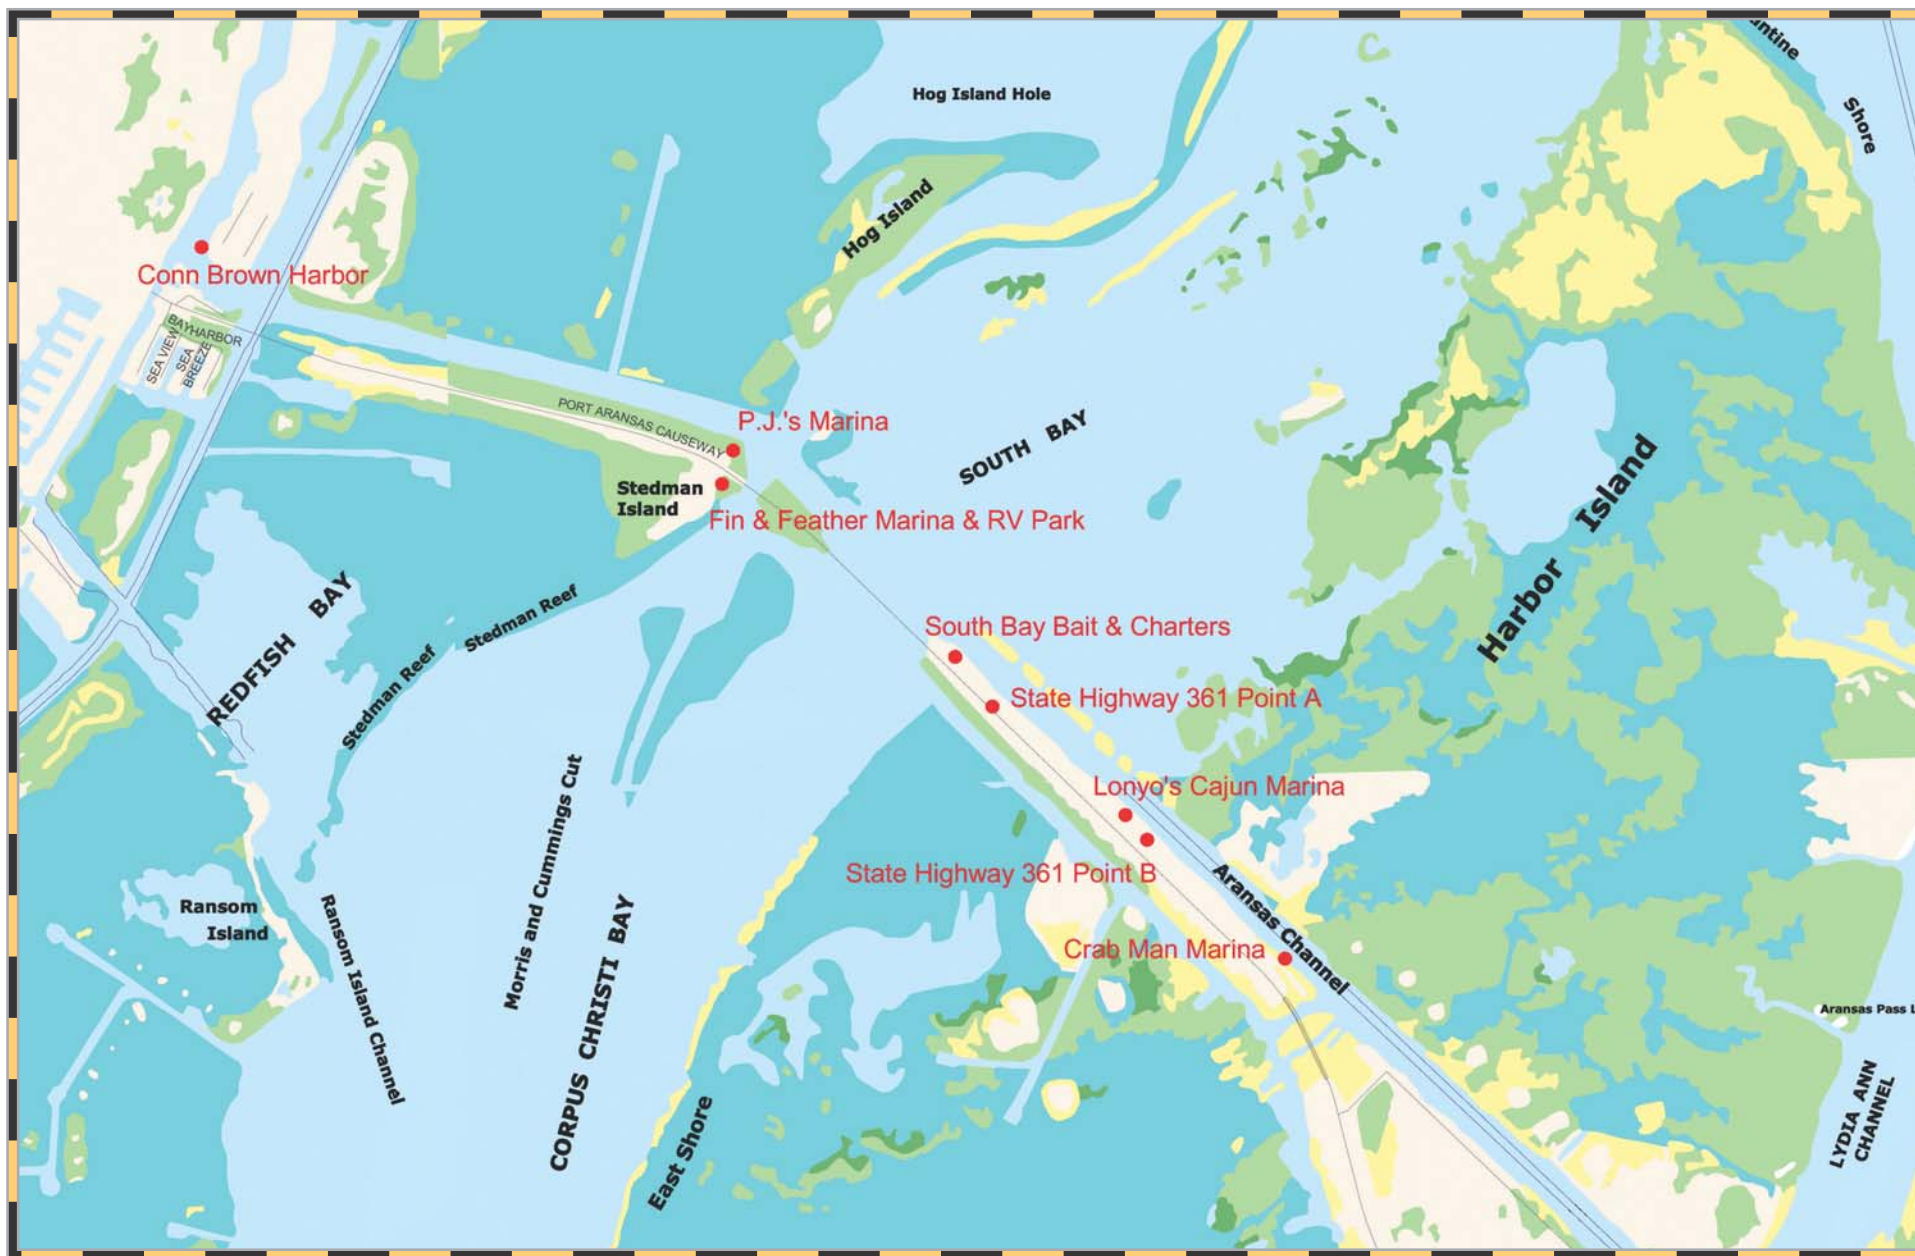 untine
Shore
Hog Island Hole
Hog Island
Conn Brown Harbor
BAYHARBOR
SEA VIEW
SEA
BREEZE
PORT ARANSAS CAUSEWAY
P.J.'s Marina
SOUTH BAY
Stedman
Island
Fin & Feather Marina & RV Park
Harbor Island
REDFISH BAY
Stedman Reef
Stedman Reef
South Bay Bait & Charters
State Highway 361 Point A
Lonyo's Cajun Marina
State Highway 361 Point B
Aransas Channel
Morris and Cummings Cut
Ransom
Island
Ransom Island Channel
CORPUS CHRISTI BAY
Crab Man Marina
Aransas Pass L
East Shore
LYDIA ANN
CHANNEL